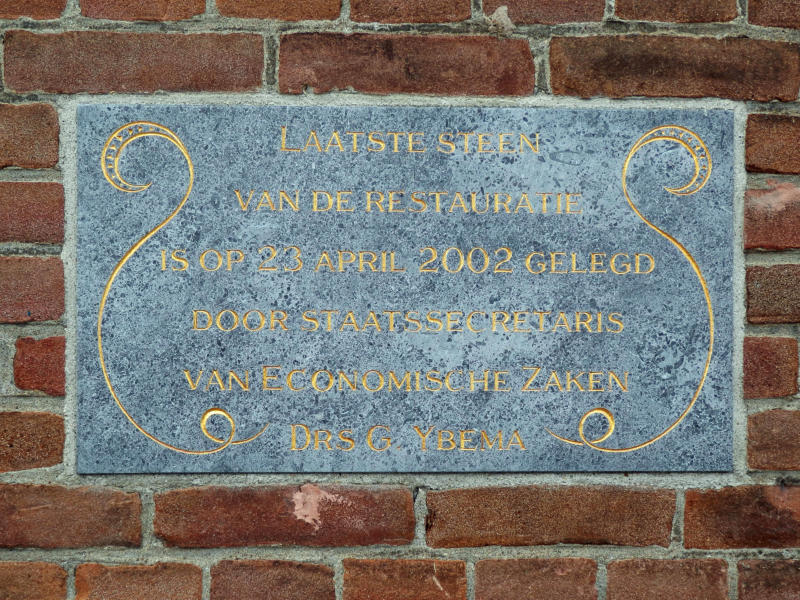 LAATSTE STEEN
VAN DE RESTAURATIE
IS OP 23 APRIL 2002 GELEGD
DOOR STAATSSECRETARIS
VAN ECONOMISCHE ZAKEN
DRS G. YBEMA